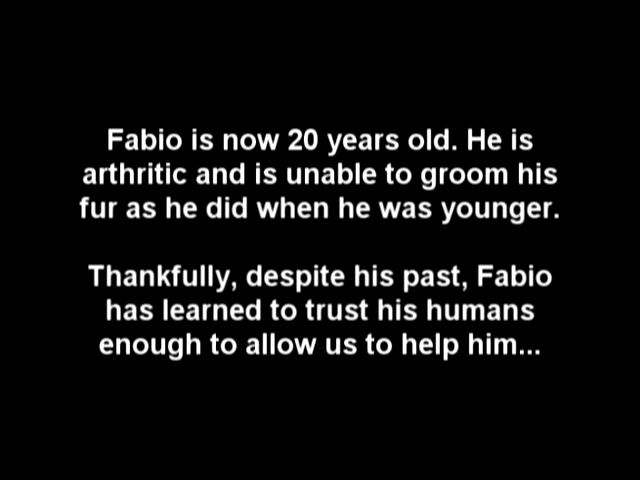 Fabio is now 20 years old. He is
arthritic and is unable to groom his
fur as he did when he was younger.
Thankfully, despite his past, Fabio
has learned to trust his humans
enough to allow us to help him...